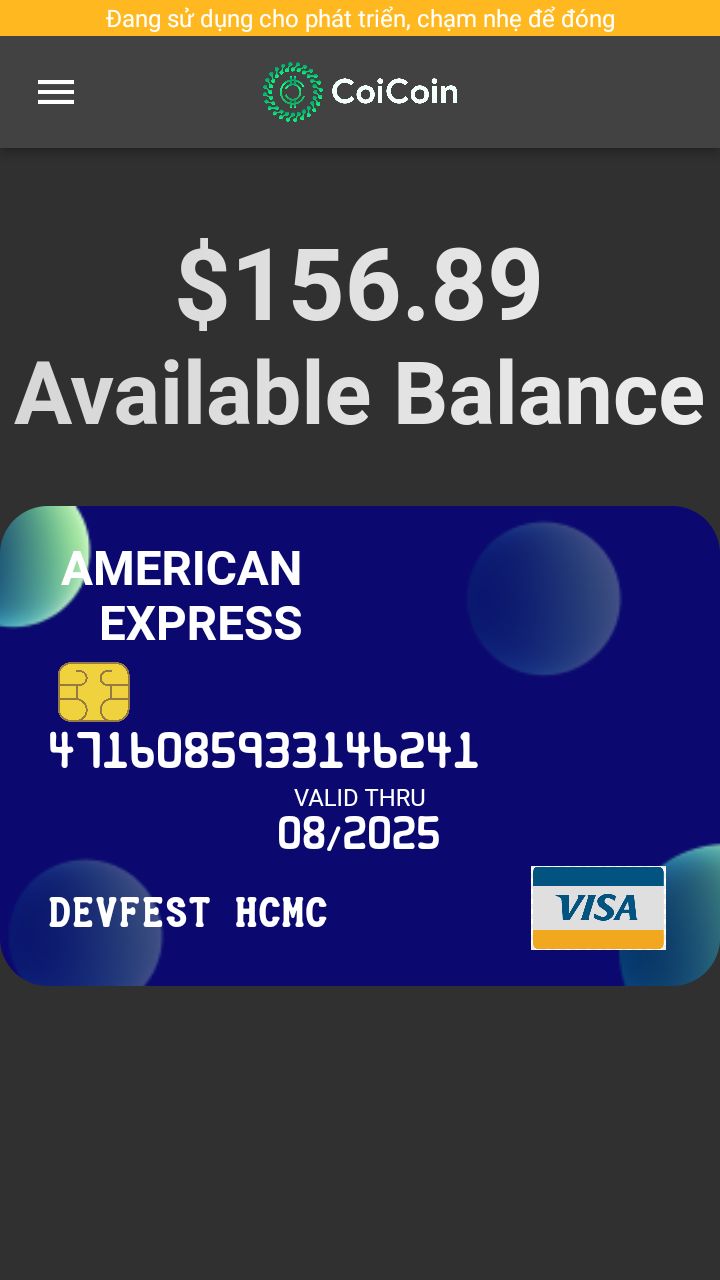 Đang sử dụng cho phát triển, chạm nhẹ để đóng
CoiCoin
$156.89
Available Balance
AMERICAN
EXPRESS
4716085933146241
VALID THRU
08/2025
DEVFEST HCMC
VISA